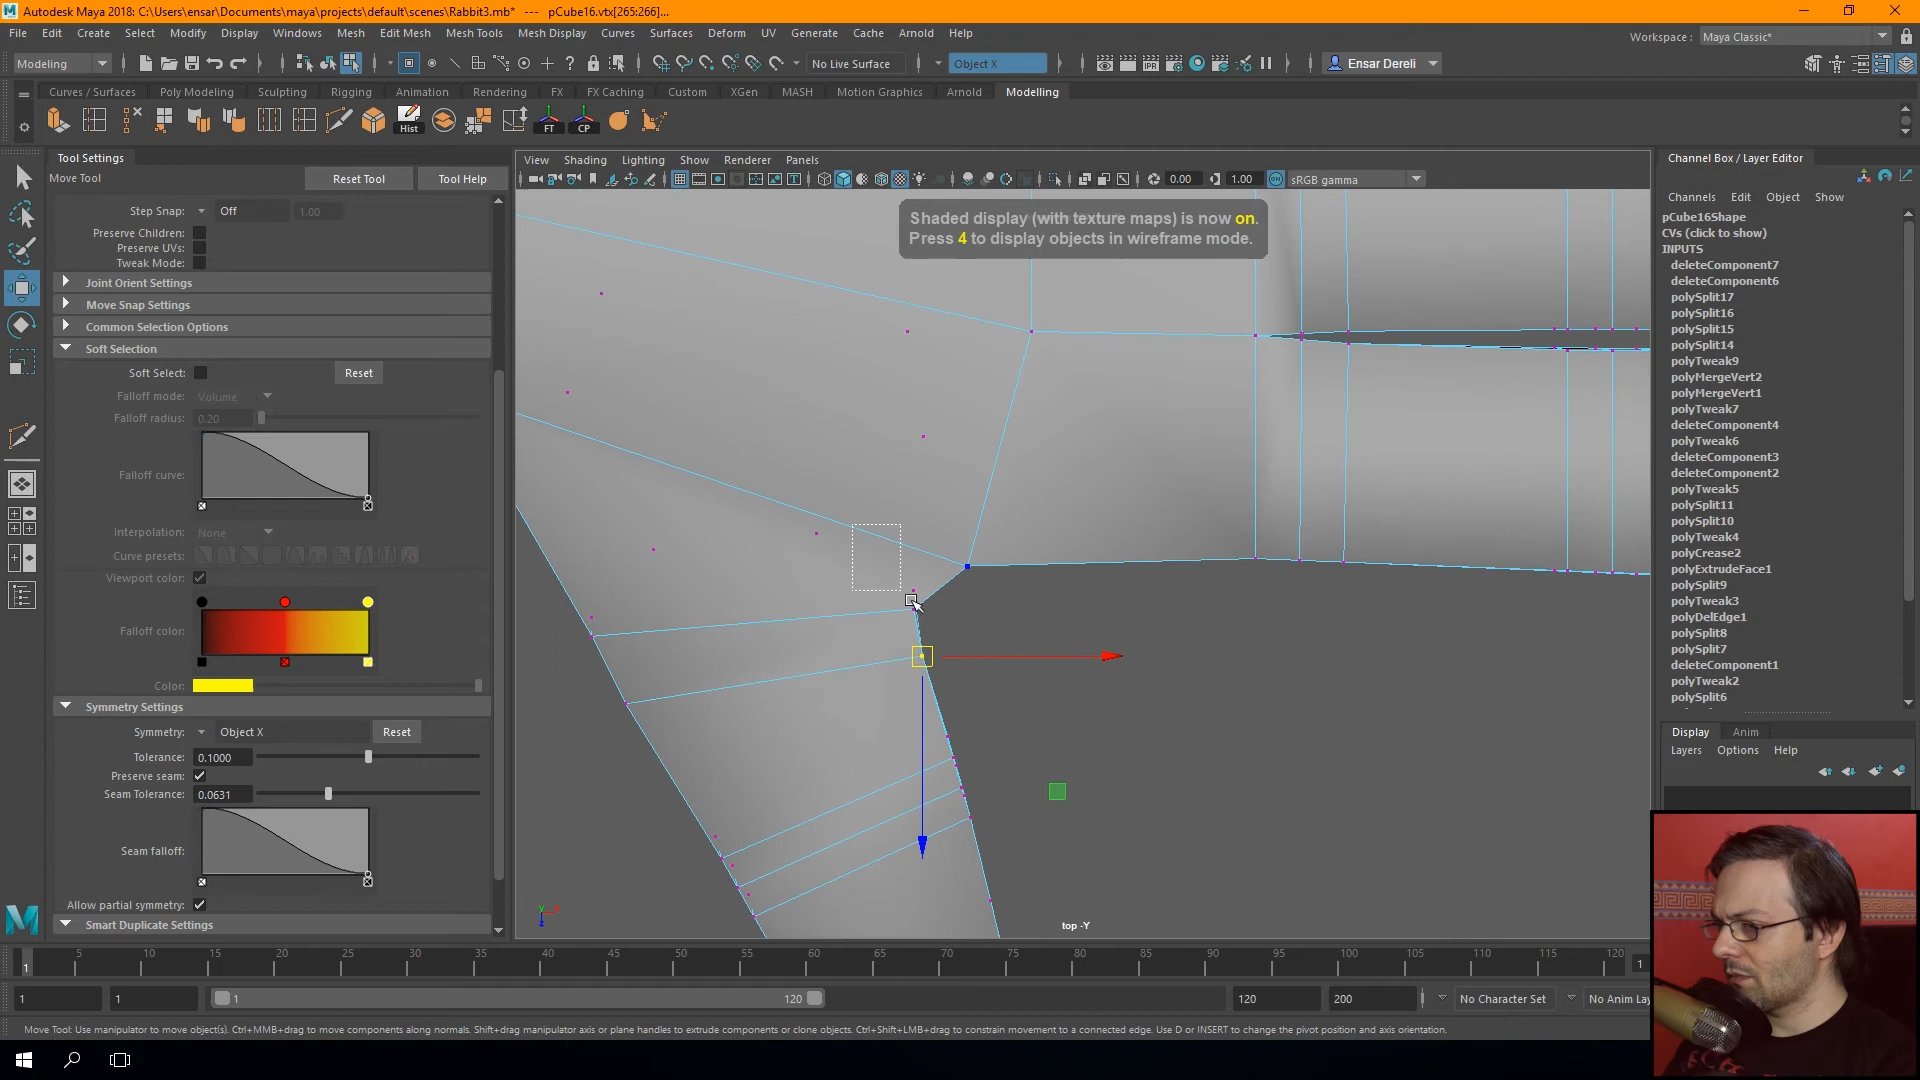 Autodesk Maya 2018: C:\Users\ensar\Documents\maya\projects\default\scenes\Rabbit3.mb* --- pCube16.vtx[265:266]...
File Edit Create Select Modify Display Windows Mesh Edit Mesh Mesh Tools Mesh Display Curves Surfaces Deform UV Generate Cache Arnold Help
Workspace : Maya Classic*
Modeling No Live Surface Object X Ensar Dereli
Curves / Surfaces Poly Modeling Sculpting Rigging Animation Rendering FX FX Caching Custom XGen MASH Motion Graphics Arnold Modelling
Hist FT CP
Tool Settings
Move Tool Reset Tool Tool Help
Step Snap: Off 1.00
Preserve Children:
Preserve UVs:
Tweak Mode:
Joint Orient Settings
Move Snap Settings
Common Selection Options
Soft Selection
Soft Select: Reset
Falloff mode: Volume
Falloff radius: 0.20
Falloff curve:
Interpolation: None
Curve presets:
Viewport color:
Falloff color:
Color:
Symmetry Settings
Symmetry: Object X Reset
Tolerance: 0.1000
Preserve seam:
Seam Tolerance: 0.0631
Seam falloff:
Allow partial symmetry:
Smart Duplicate Settings
View Shading Lighting Show Renderer Panels
IPR
0.00 1.00 ON sRGB gamma
Shaded display (with texture maps) is now on.
Press 4 to display objects in wireframe mode.
top -Y
Channel Box / Layer Editor
Channels Edit Object Show
pCube16Shape
CVs (click to show)
INPUTS
deleteComponent7
deleteComponent6
polySplit17
polySplit16
polySplit15
polySplit14
polyTweak9
polyMergeVert2
polyMergeVert1
polyTweak7
deleteComponent4
polyTweak6
deleteComponent3
deleteComponent2
polyTweak5
polySplit11
polySplit10
polyTweak4
polyCrease2
polyExtrudeFace1
polySplit9
polyTweak3
polyDelEdge1
polySplit8
polySplit7
deleteComponent1
polyTweak2
polySplit6
Display Anim
Layers Options Help
5 10 15 20 25 30 35 40 45 50 55 60 65 70 75 80 85 90 95 100 105 110 115 120
1 1
1 1 1 120 120 200 No Character Set No Anim Lay
Move Tool: Use manipulator to move object(s). Ctrl+MMB+drag to move components along normals. Shift+drag manipulator axis or plane handles to extrude components or clone objects. Ctrl+Shift+LMB+drag to constrain movement to a connected edge. Use D or INSERT to change the pivot position and axis orientation.